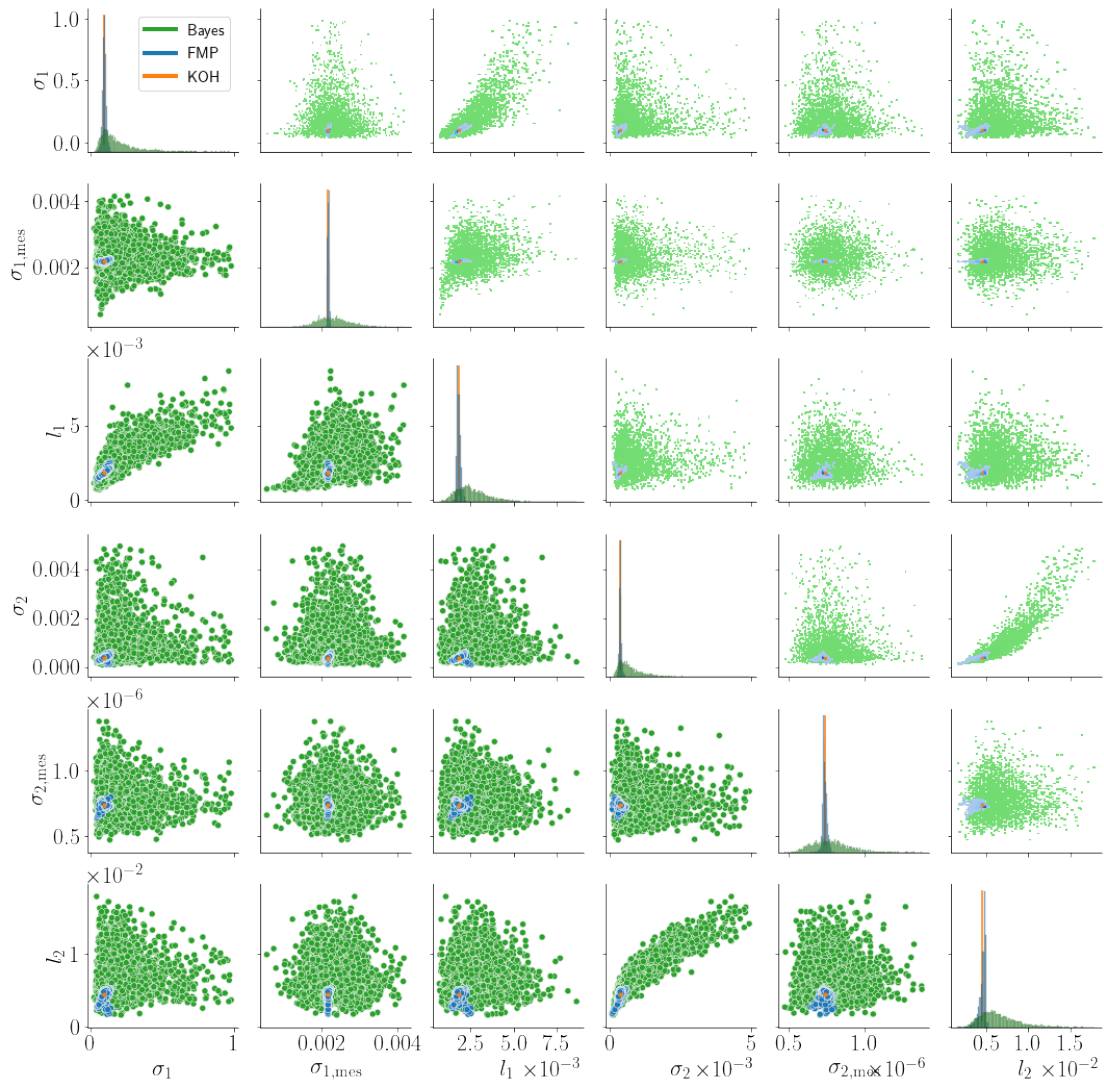 1.0
0.5
0.0
σ₁
Bayes
FMP
KOH
0.004
0.002
σ₁,mes
×10⁻³
5
0
l₁
0.004
0.002
0.000
σ₂
×10⁻⁶
1.0
0.5
σ₂,mes
×10⁻²
1
0
l₂
0 1 0.002 0.004 2.5 5.0 7.5 0 5 0.5 1.0 0.5 1.0 1.5
σ₁ σ₁,mes l₁ ×10⁻³ σ₂ ×10⁻³ σ₂,mes ×10⁻⁶ l₂ ×10⁻²